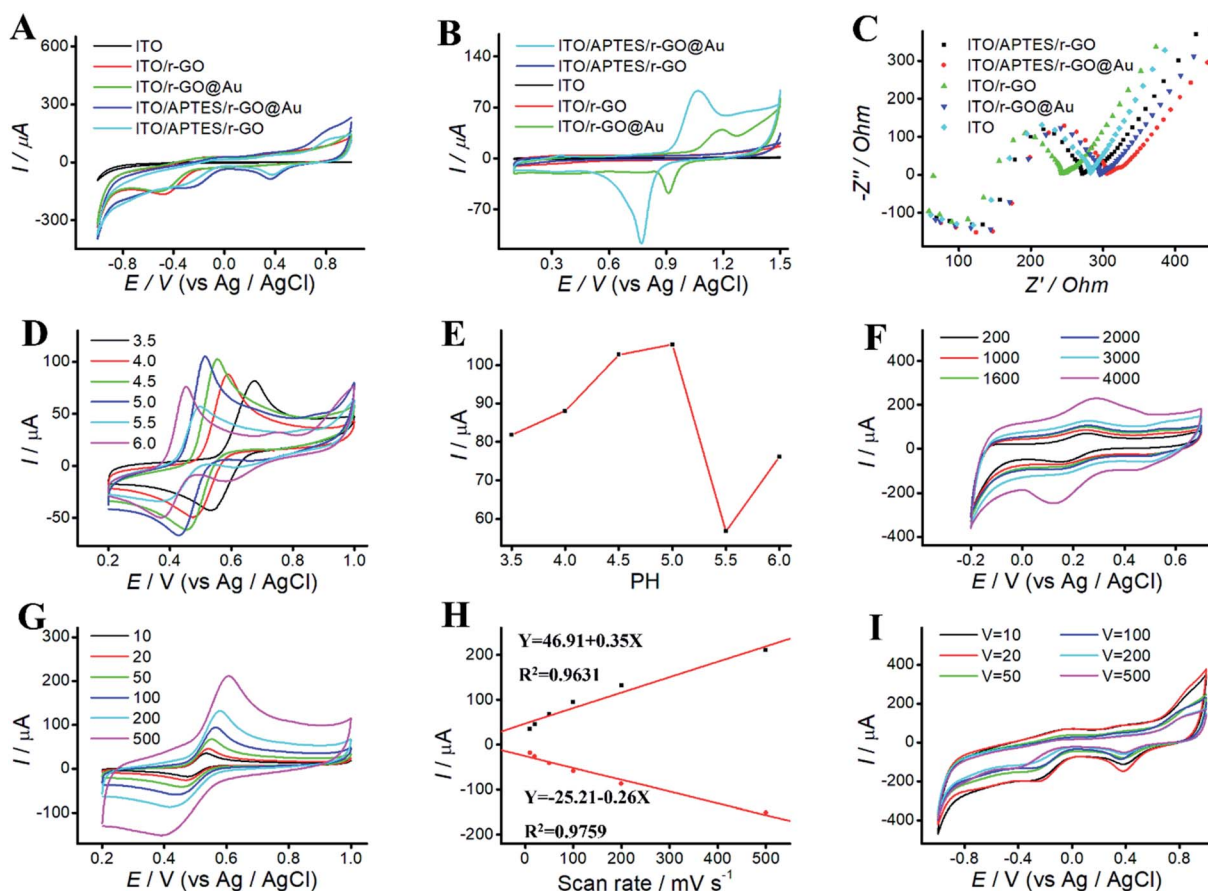 A
600
300
0
-300
I / μA
ITO
ITO/r-GO
ITO/r-GO@Au
ITO/APTES/r-GO@Au
ITO/APTES/r-GO
-0.8 -0.4 0.0 0.4 0.8
E / V (vs Ag / AgCl)
B
140
70
0
-70
I / μA
ITO/APTES/r-GO@Au
ITO/APTES/r-GO
ITO
ITO/r-GO
ITO/r-GO@Au
0.3 0.6 0.9 1.2 1.5
E / V (vs Ag / AgCl)
C
300
200
100
0
-100
-Z" / Ohm
ITO/APTES/r-GO
ITO/APTES/r-GO@Au
ITO/r-GO
ITO/r-GO@Au
ITO
100 200 300 400
Z' / Ohm
D
100
50
0
-50
I / μA
3.5
4.0
4.5
5.0
5.5
6.0
0.2 0.4 0.6 0.8 1.0
E / V (vs Ag / AgCl)
E
100
90
80
70
60
I / μA
3.5 4.0 4.5 5.0 5.5 6.0
PH
F
400
200
0
-200
-400
I / μA
200 2000
1000 3000
1600 4000
-0.2 0.0 0.2 0.4 0.6
E / V (vs Ag / AgCl)
G
300
200
100
0
-100
I / μA
10
20
50
100
200
500
0.2 0.4 0.6 0.8 1.0
E / V (vs Ag / AgCl)
H
200
100
0
-100
-200
I / μA
Y=46.91+0.35X
R²=0.9631
Y=-25.21-0.26X
R²=0.9759
0 100 200 300 400 500
Scan rate / mV s⁻¹
I
400
200
0
-200
-400
I / μA
V=10 V=100
V=20 V=200
V=50 V=500
-0.8 -0.4 0.0 0.4 0.8
E / V (vs Ag / AgCl)